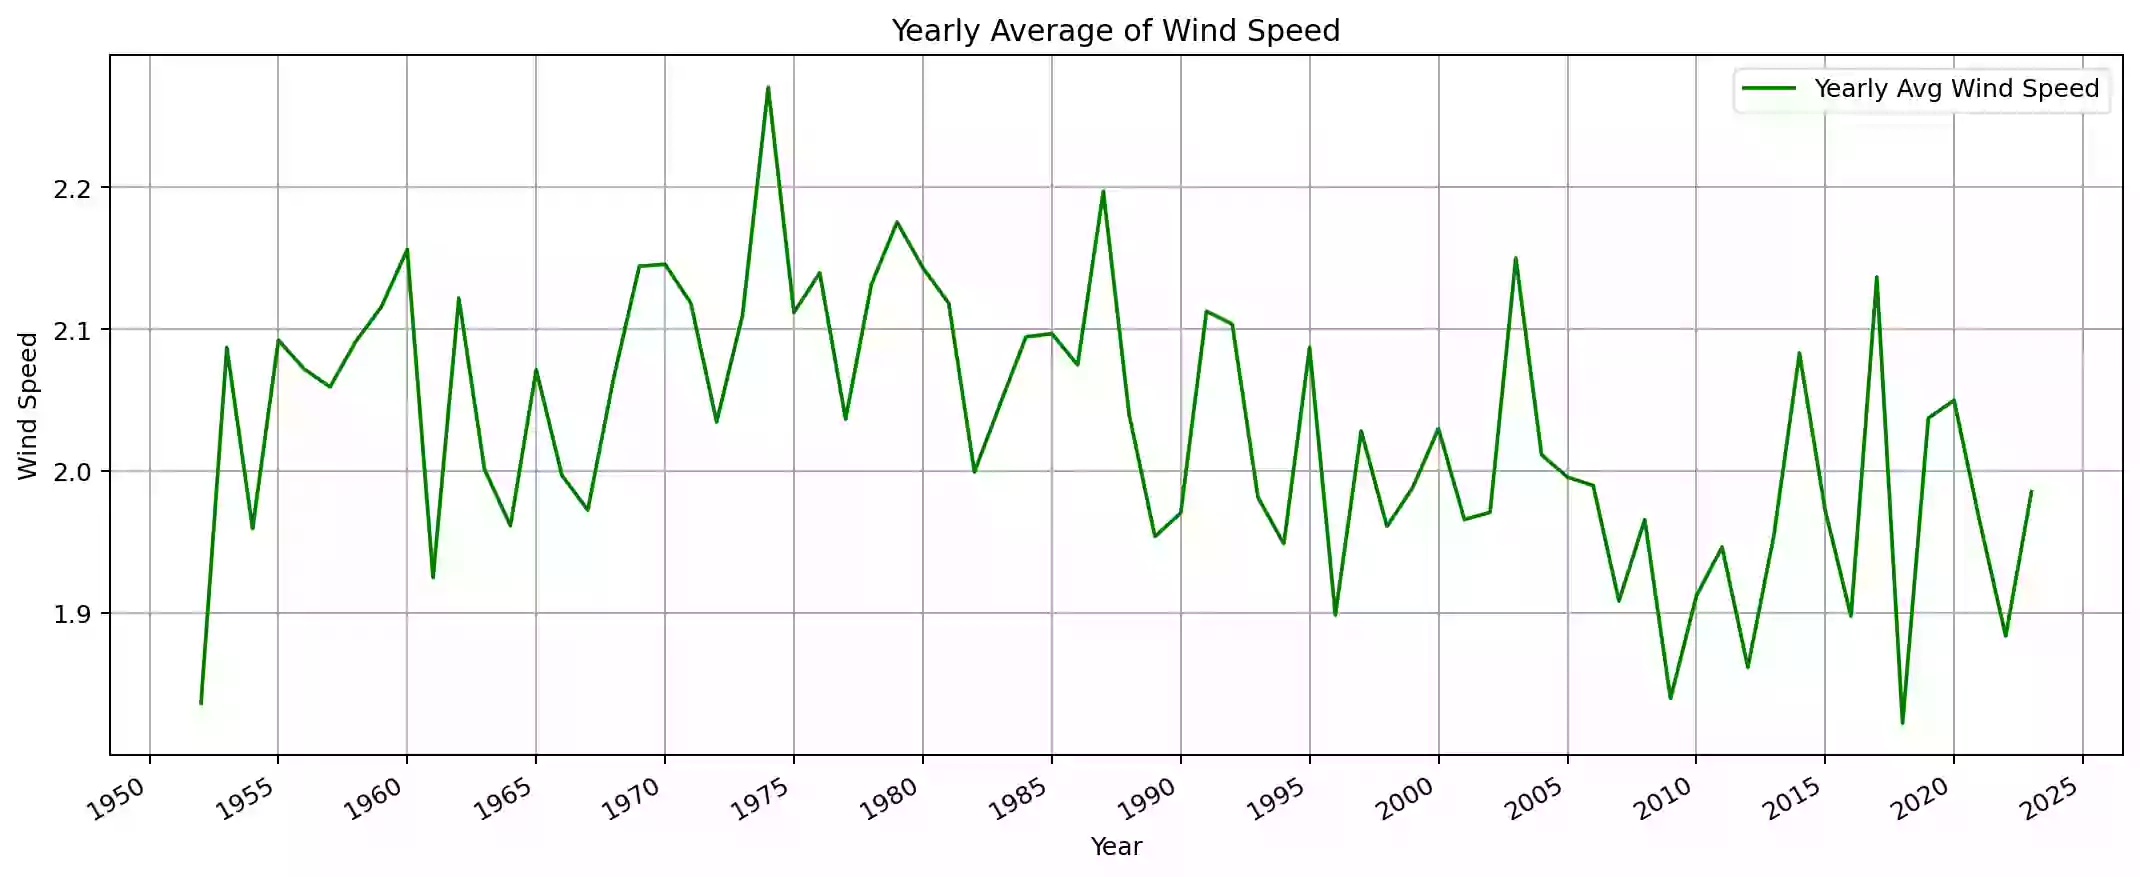 Yearly Average of Wind Speed
Yearly Avg Wind Speed
Wind Speed
2.2
2.1
2.0
1.9
1950 1955 1960 1965 1970 1975 1980 1985 1990 1995 2000 2005 2010 2015 2020 2025
Year